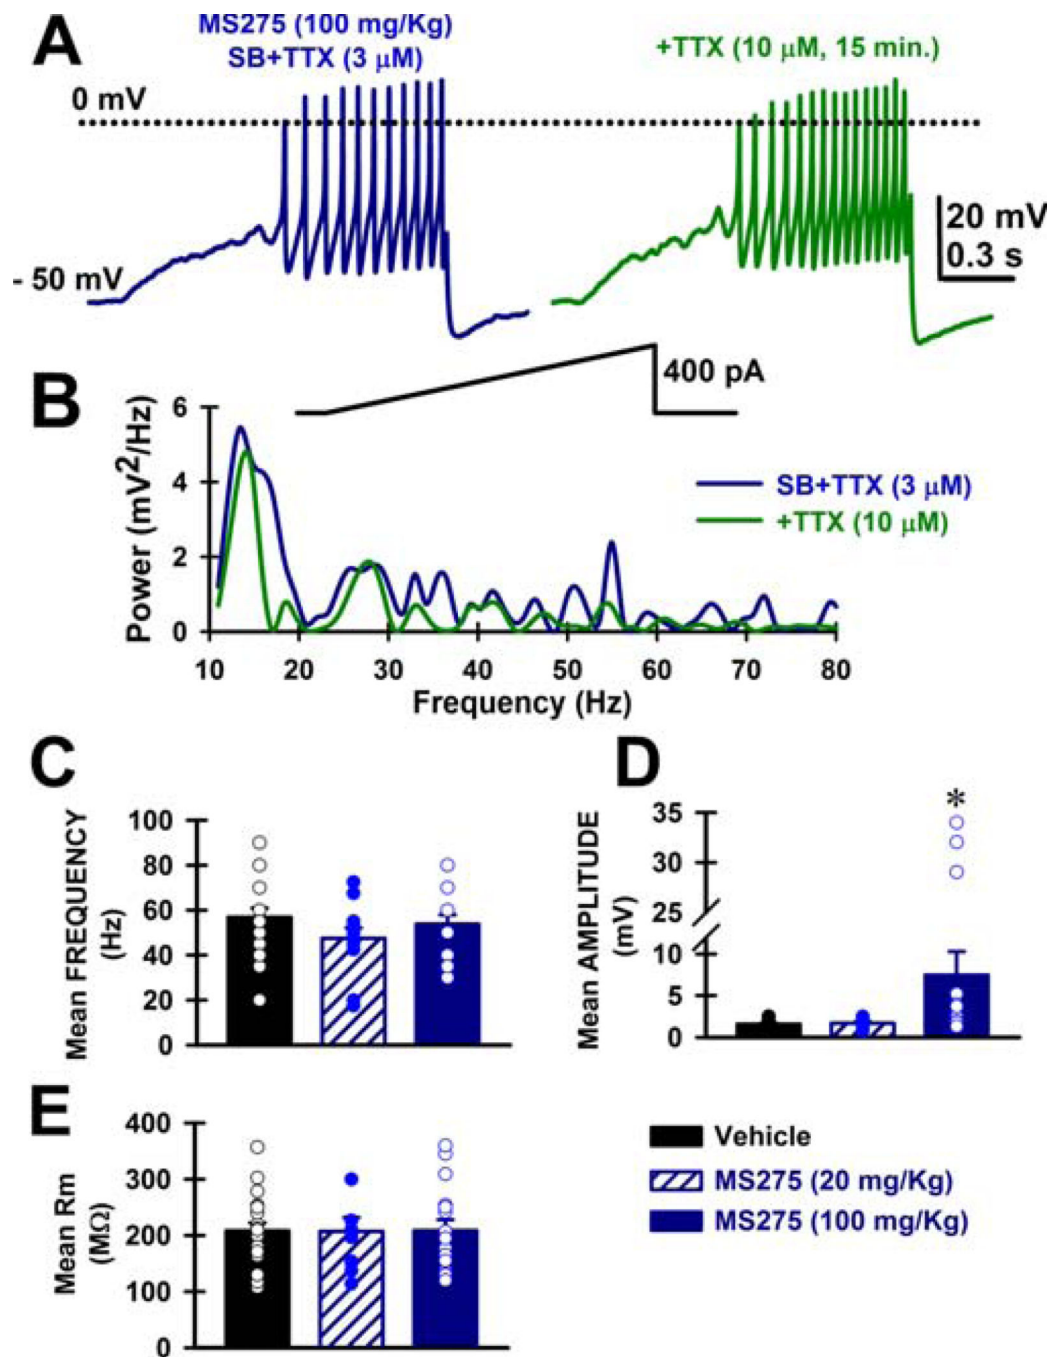 A
MS275 (100 mg/Kg)
SB+TTX (3 μM)
+TTX (10 μM, 15 min.)
0 mV
- 50 mV
20 mV
0.3 s
400 pA
B
Power (mV²/Hz)
6
4
2
0
SB+TTX (3 μM)
+TTX (10 μM)
10 20 30 40 50 60 70 80
Frequency (Hz)
C
Mean FREQUENCY
(Hz)
100
80
60
40
20
0
D
Mean AMPLITUDE
(mV)
35
30
25
10
5
0
*
E
Mean Rm
(MΩ)
400
300
200
100
0
Vehicle
MS275 (20 mg/Kg)
MS275 (100 mg/Kg)